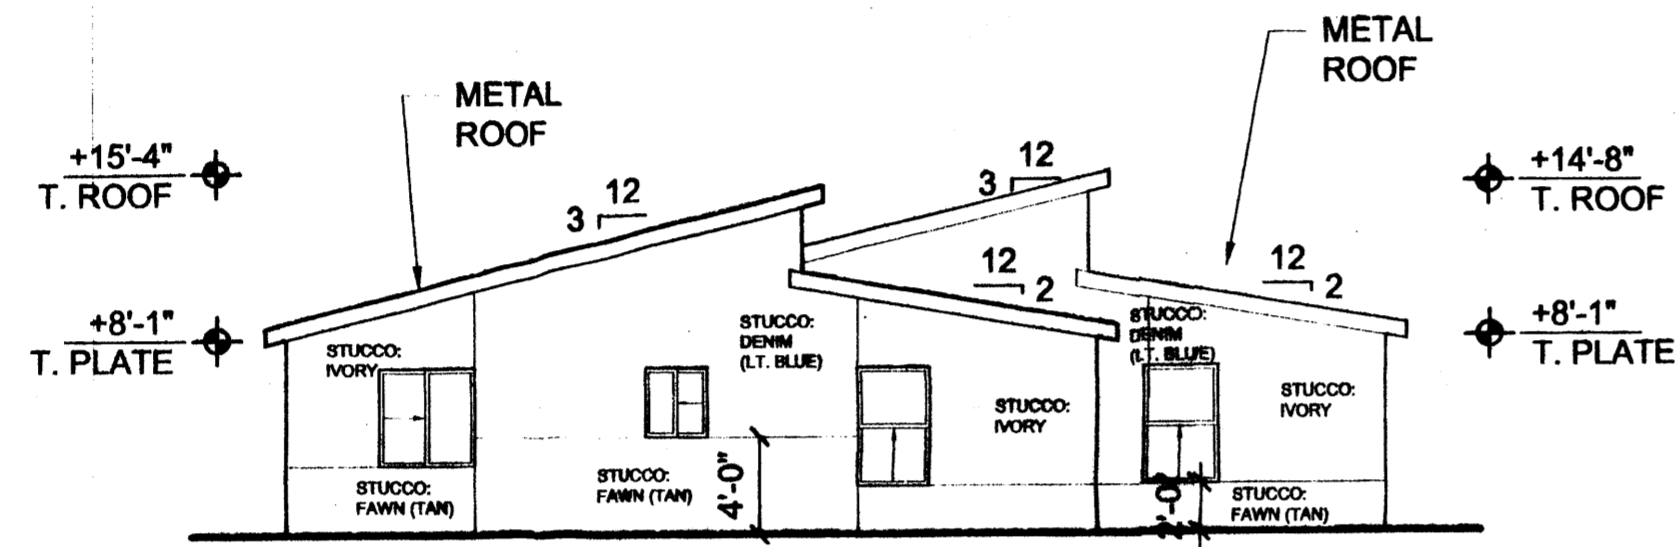 METAL
ROOF
METAL
ROOF
+15'-4"
T. ROOF
12
3
12
3
+14'-8"
T. ROOF
12
2
12
2
+8'-1"
T. PLATE
+8'-1"
T. PLATE
STUCCO:
IVORY
STUCCO:
DENIM
(LT. BLUE)
STUCCO:
DENIM
(LT. BLUE)
STUCCO:
IVORY
STUCCO:
IVORY
STUCCO:
FAWN (TAN)
STUCCO:
FAWN (TAN)
4'-0"
STUCCO:
FAWN (TAN)